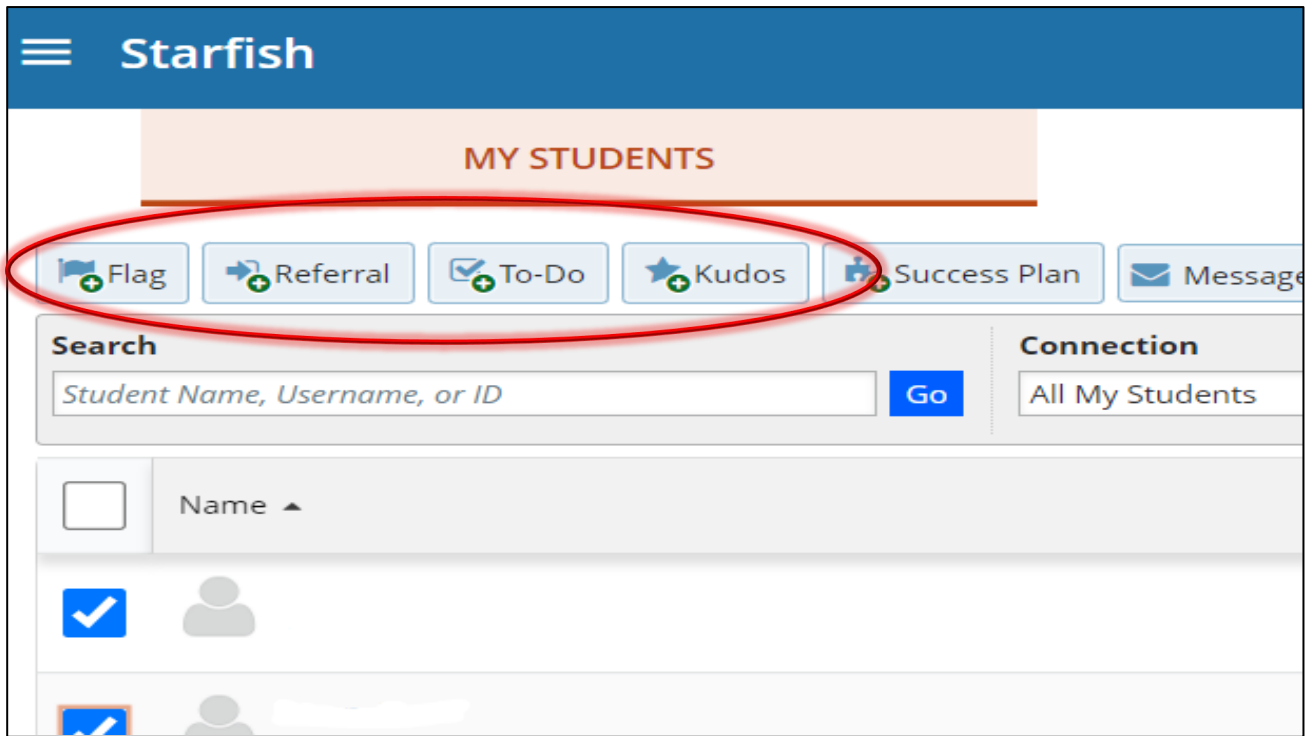 Starfish
MY STUDENTS
Flag Referral To-Do Kudos Success Plan Message
Search Connection
Student Name, Username, or ID Go All My Students
Name